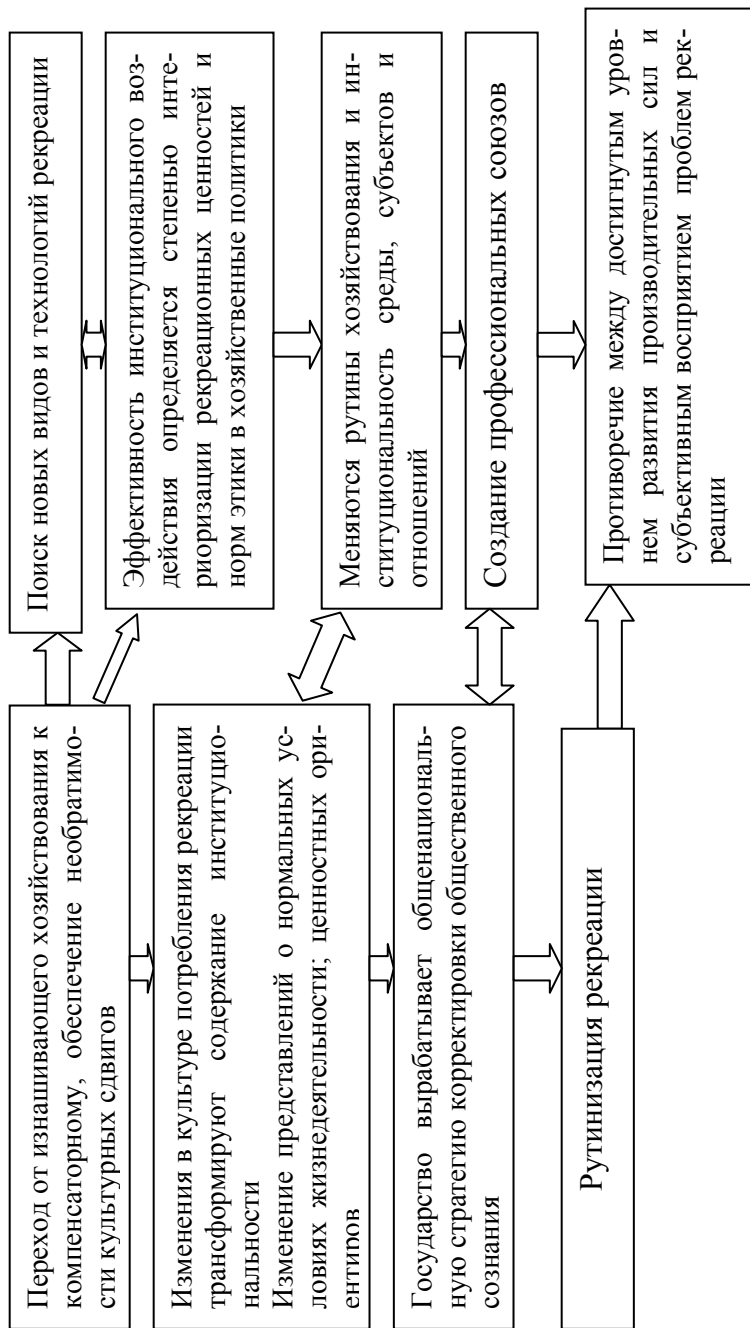 Переход от изнашивающего хозяйствования к
компенсаторному, обеспечение необратимо-
сти культурных сдвигов
Поиск новых видов и технологий рекреации
Эффективность институционального воз-
действия определяется степенью инте-
риоризации рекреационных ценностей и
норм этики в хозяйственные политики
Изменения в культуре потребления рекреации
трансформируют содержание институцио-
нальности
Изменение представлений о нормальных ус-
ловиях жизнедеятельности; ценностных ори-
ентиров
Меняются рутины хозяйствования и ин-
ституциональность среды, субъектов и
отношений
Государство вырабатывает общенациональ-
ную стратегию корректировки общественного
сознания
Создание профессиональных союзов
Рутинизация рекреации
Противоречие между достигнутым уров-
нем развития производительных сил и
субъективным восприятием проблем рек-
реации